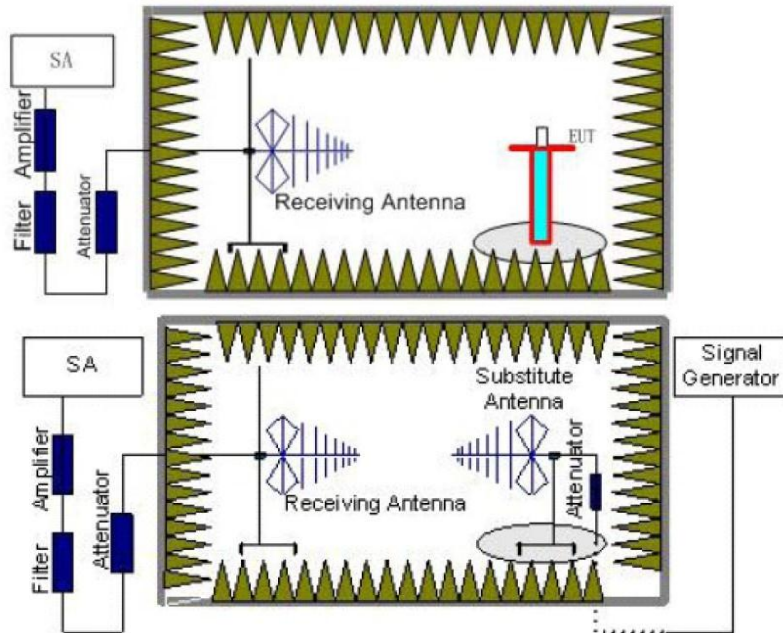 SA
Amplifier
Filter
Attenuator
Receiving Antenna
EUT
SA
Amplifier
Filter
Attenuator
Receiving Antenna
Substitute
Antenna
Attenuator
Signal
Generator